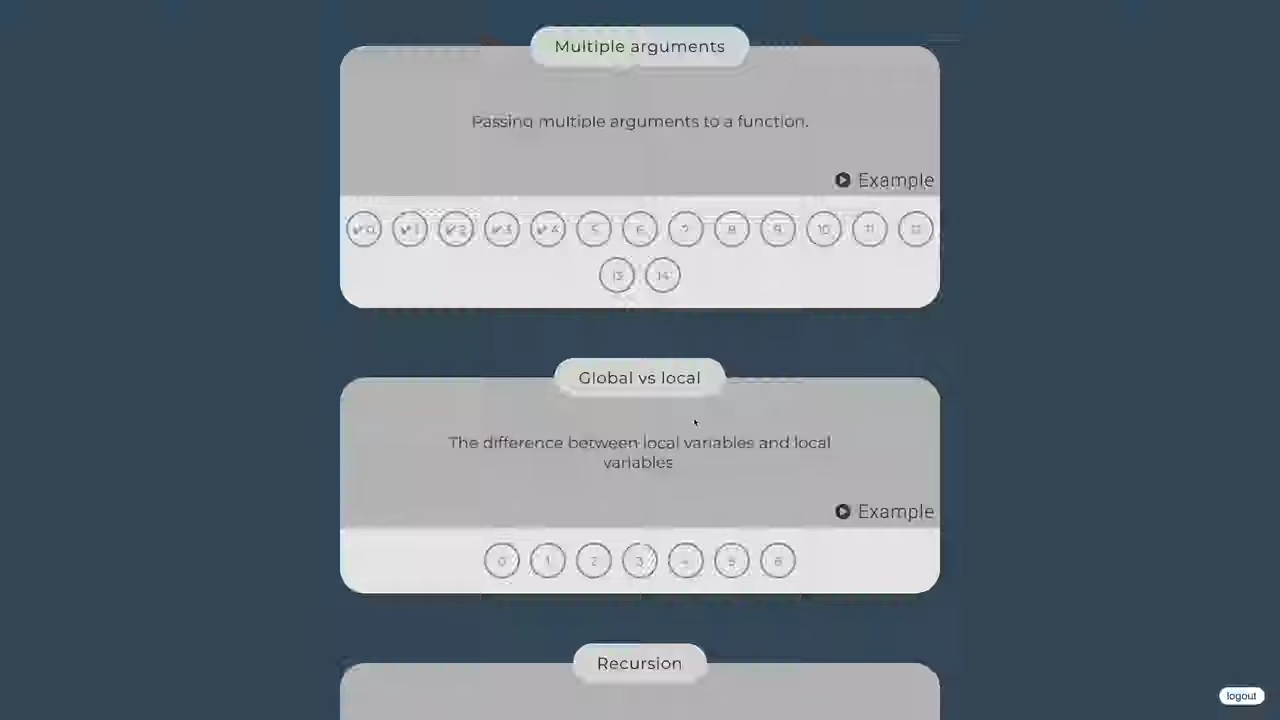 Multiple arguments
Passing multiple arguments to a function.
Example
✔ 0 ✔ 1 ✔ 2 ✔ 3 ✔ 4 5 6 7 8 9 10 11 12
13 14
Global vs local
The difference between local variables and local
variables
Example
0 1 2 3 4 5 6
Recursion
logout